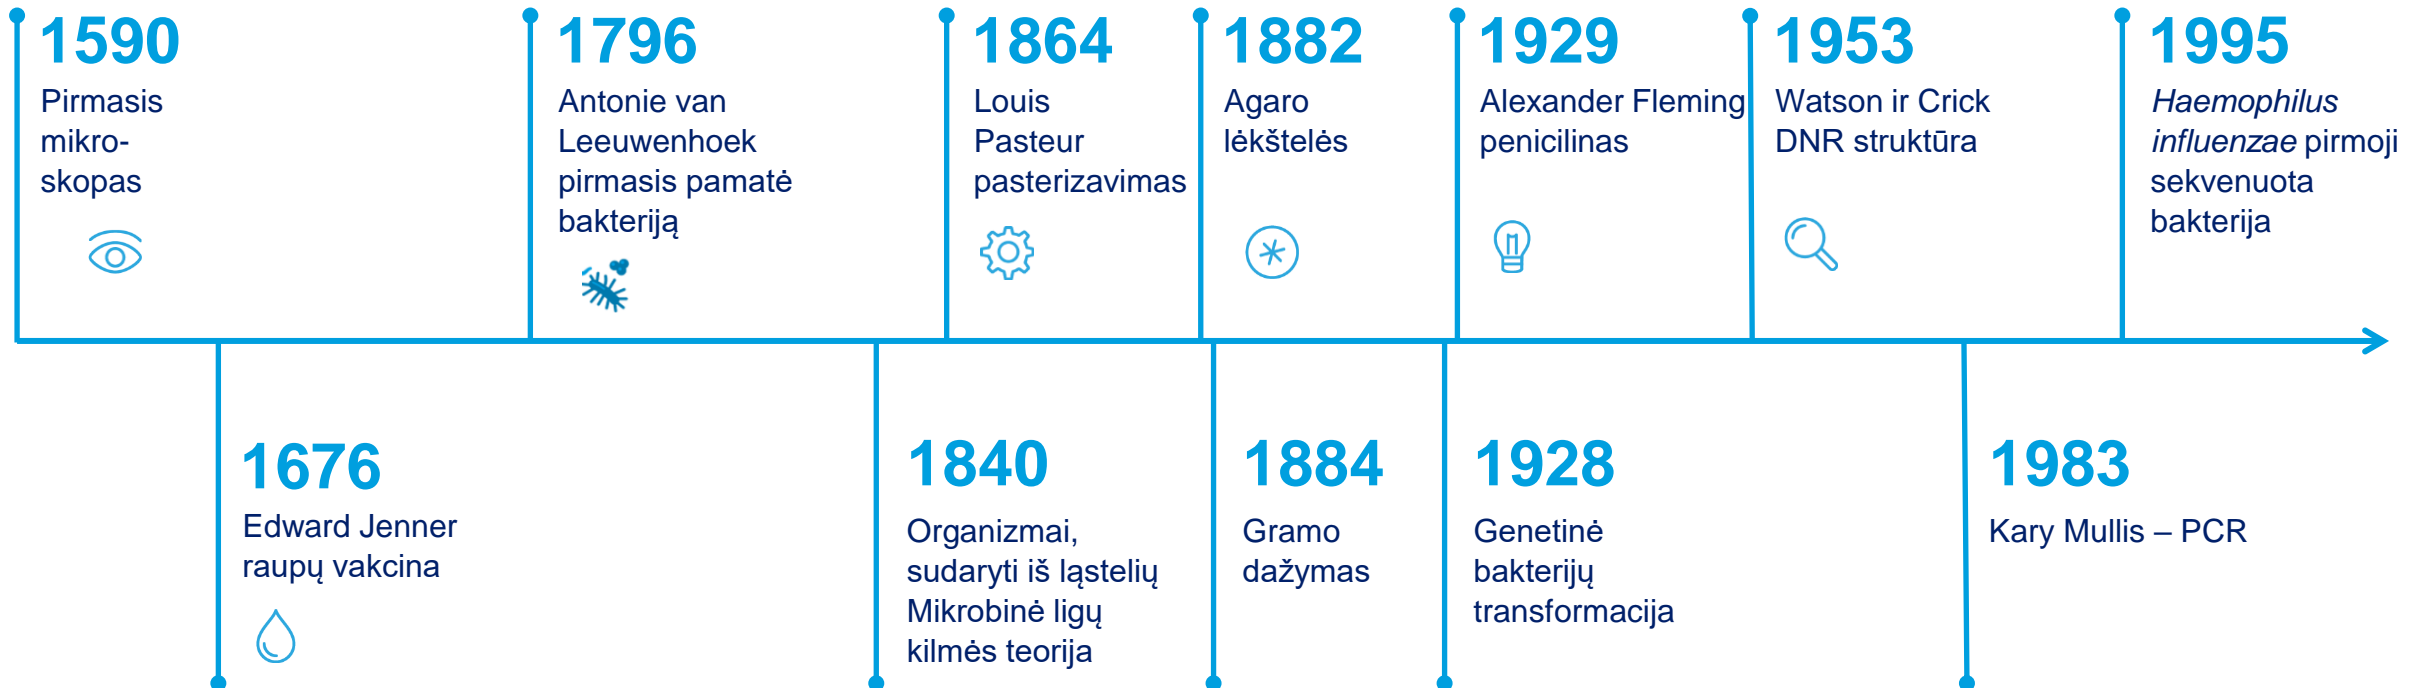 1590
Pirmasis
mikro-
skopas
1796
Antonie van
Leeuwenhoek
pirmasis pamatė
bakteriją
1864
Louis
Pasteur
pasterizavimas
1882
Agaro
lėkštelės
1929
Alexander Fleming
penicilinas
1953
Watson ir Crick
DNR struktūra
1995
Haemophilus
influenzae pirmoji
sekvenuota
bakterija
1676
Edward Jenner
raupų vakcina
1840
Organizmai,
sudaryti iš ląstelių
Mikrobinė ligų
kilmės teorija
1884
Gramo
dažymas
1928
Genetinė
bakterijų
transformacija
1983
Kary Mullis – PCR